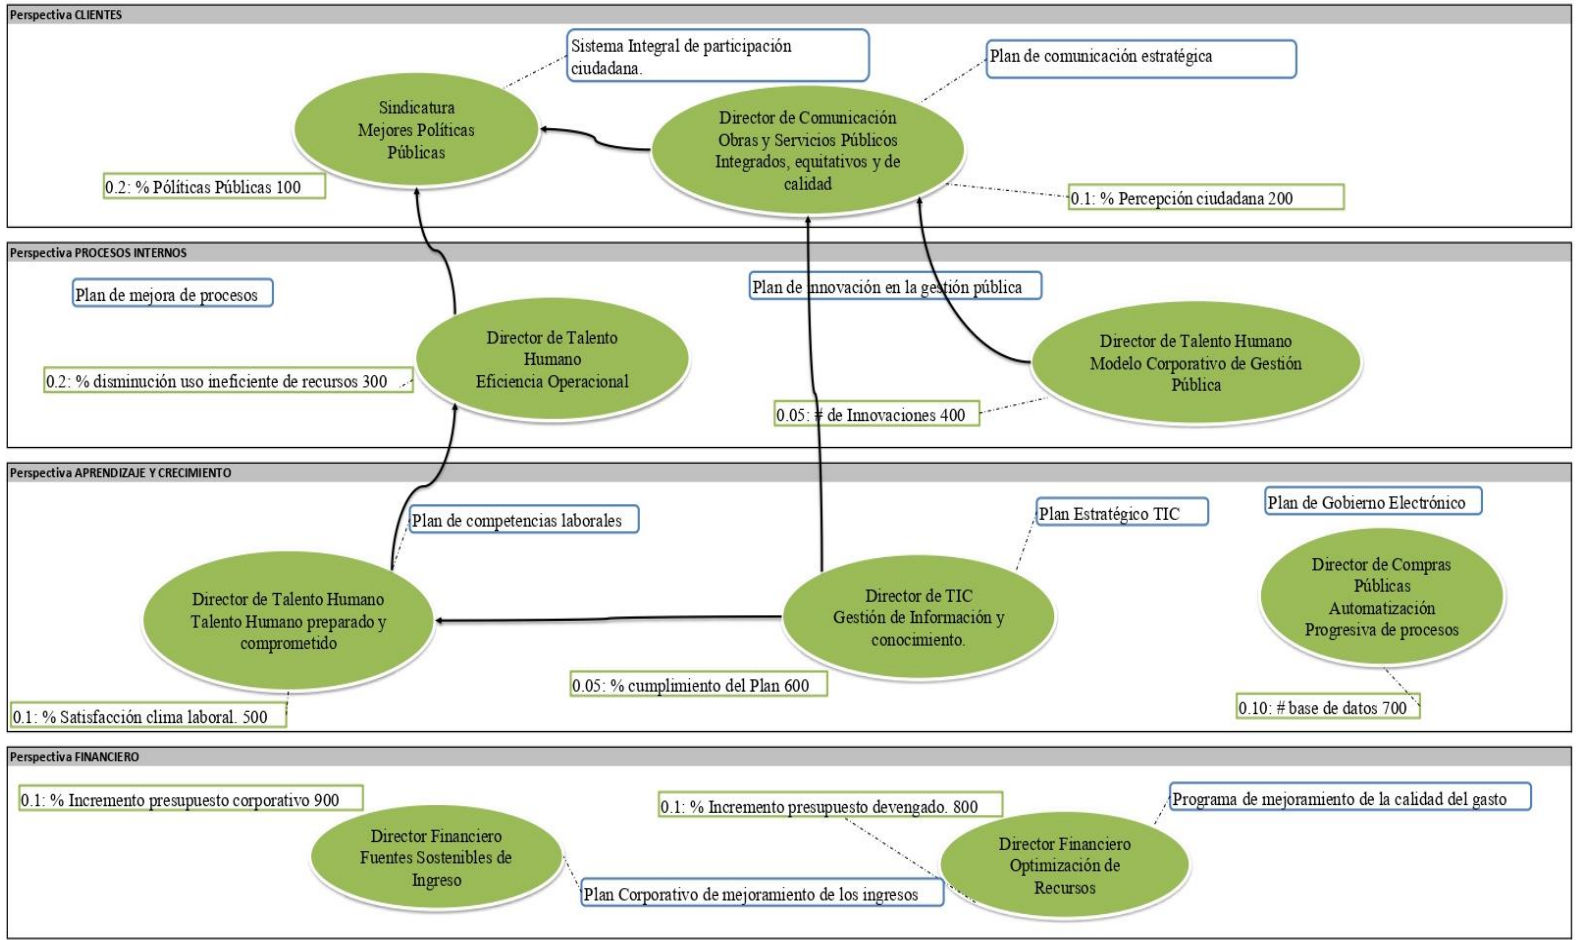 Perspectiva CLIENTES
Sistema Integral de participación
ciudadana.
Plan de comunicación estratégica
Sindicatura
Mejores Políticas
Públicas
Director de Comunicación
Obras y Servicios Públicos
Integrados, equitativos y de
calidad
0.2: % Pólíticas Públicas 100
0.1: % Percepción ciudadana 200
Perspectiva PROCESOS INTERNOS
Plan de mejora de procesos
Plan de innovación en la gestión pública
Director de Talento
Humano
Eficiencia Operacional
Director de Talento Humano
Modelo Corporativo de Gestión
Pública
0.2: % disminución uso ineficiente de recursos 300
0.05: # de Innovaciones 400
Perspectiva APRENDIZAJE Y CRECIMIENTO
Plan de competencias laborales
Plan Estratégico TIC
Plan de Gobierno Electrónico
Director de Talento Humano
Talento Humano preparado y
comprometido
Director de TIC
Gestión de Información y
conocimiento.
Director de Compras
Públicas
Automatización
Progresiva de procesos
0.05: % cumplimiento del Plan 600
0.1: % Satisfacción clima laboral. 500
0.10: # base de datos 700
Perspectiva FINANCIERO
0.1: % Incremento presupuesto corporativo 900
0.1: % Incremento presupuesto devengado. 800
Programa de mejoramiento de la calidad del gasto
Director Financiero
Fuentes Sostenibles de
Ingreso
Director Financiero
Optimización de
Recursos
Plan Corporativo de mejoramiento de los ingresos